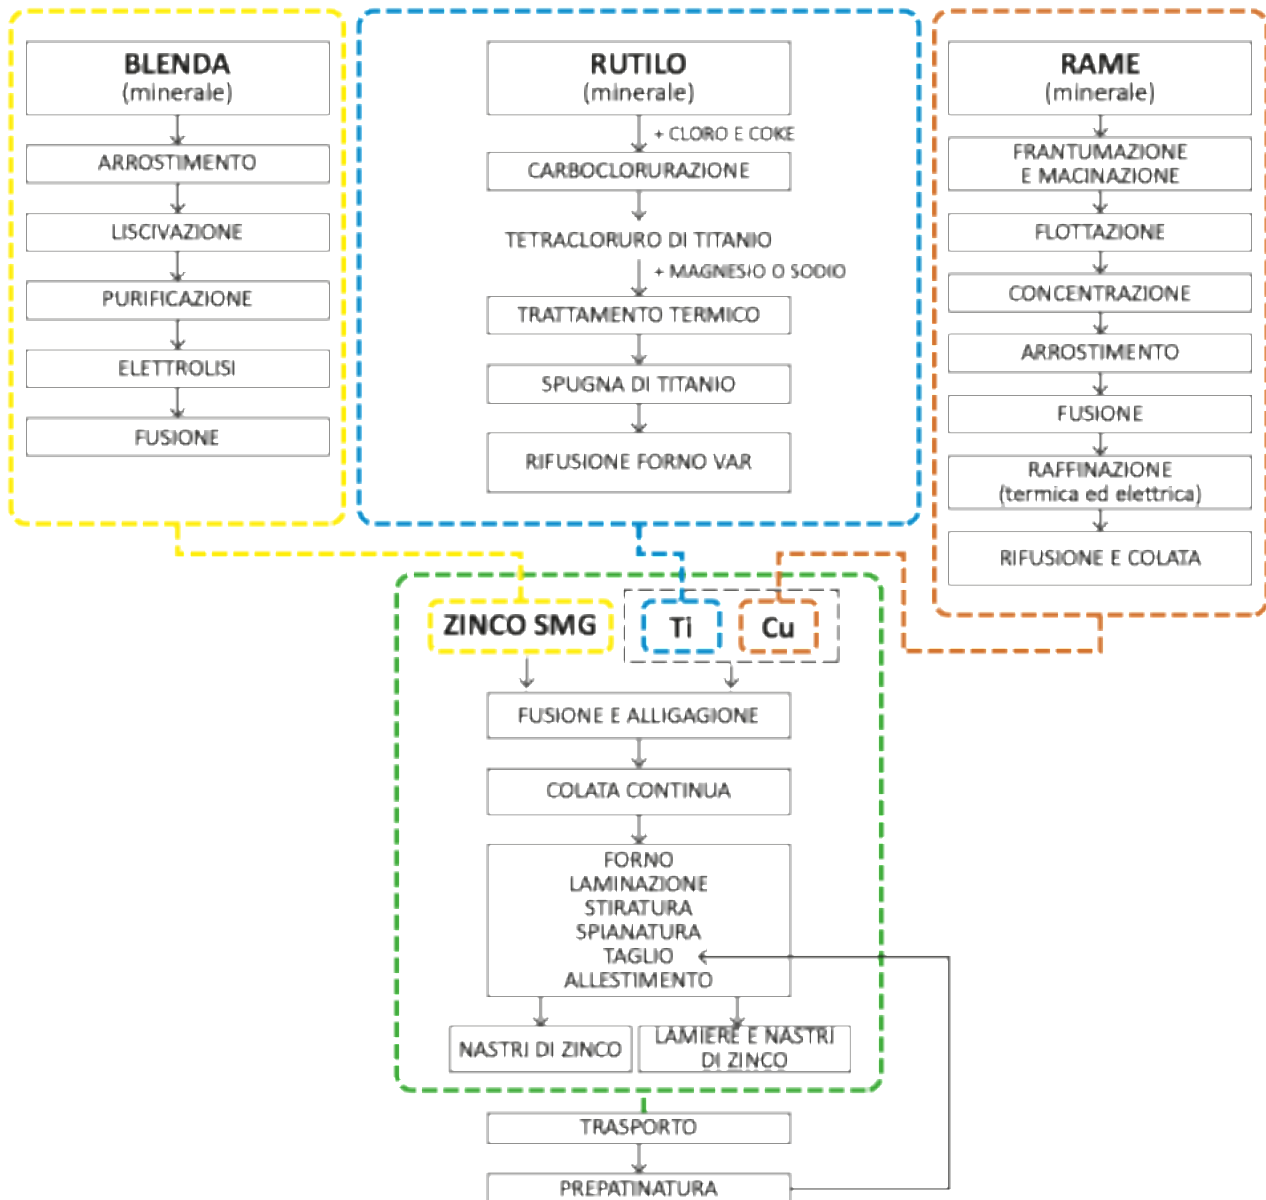 BLENDA
(minerale)
ARROSTIMENTO
LISCIVAZIONE
PURIFICAZIONE
ELETTROLISI
FUSIONE
RUTILO
(minerale)
+ CLORO E COKE
CARBOCLORURAZIONE
TETRACLORURO DI TITANIO
+ MAGNESIO O SODIO
TRATTAMENTO TERMICO
SPUGNA DI TITANIO
RIFUSIONE FORNO VAR
RAME
(minerale)
FRANTUMAZIONE
E MACINAZIONE
FLOTTAZIONE
CONCENTRAZIONE
ARROSTIMENTO
FUSIONE
RAFFINAZIONE
(termica ed elettrica)
RIFUSIONE E COLATA
ZINCO SMG
Ti
Cu
FUSIONE E ALLIGAGIONE
COLATA CONTINUA
FORNO
LAMINAZIONE
STIRATURA
SPIANATURA
TAGLIO
ALLESTIMENTO
NASTRI DI ZINCO
LAMIERE E NASTRI
DI ZINCO
TRASPORTO
PREPATINATURA